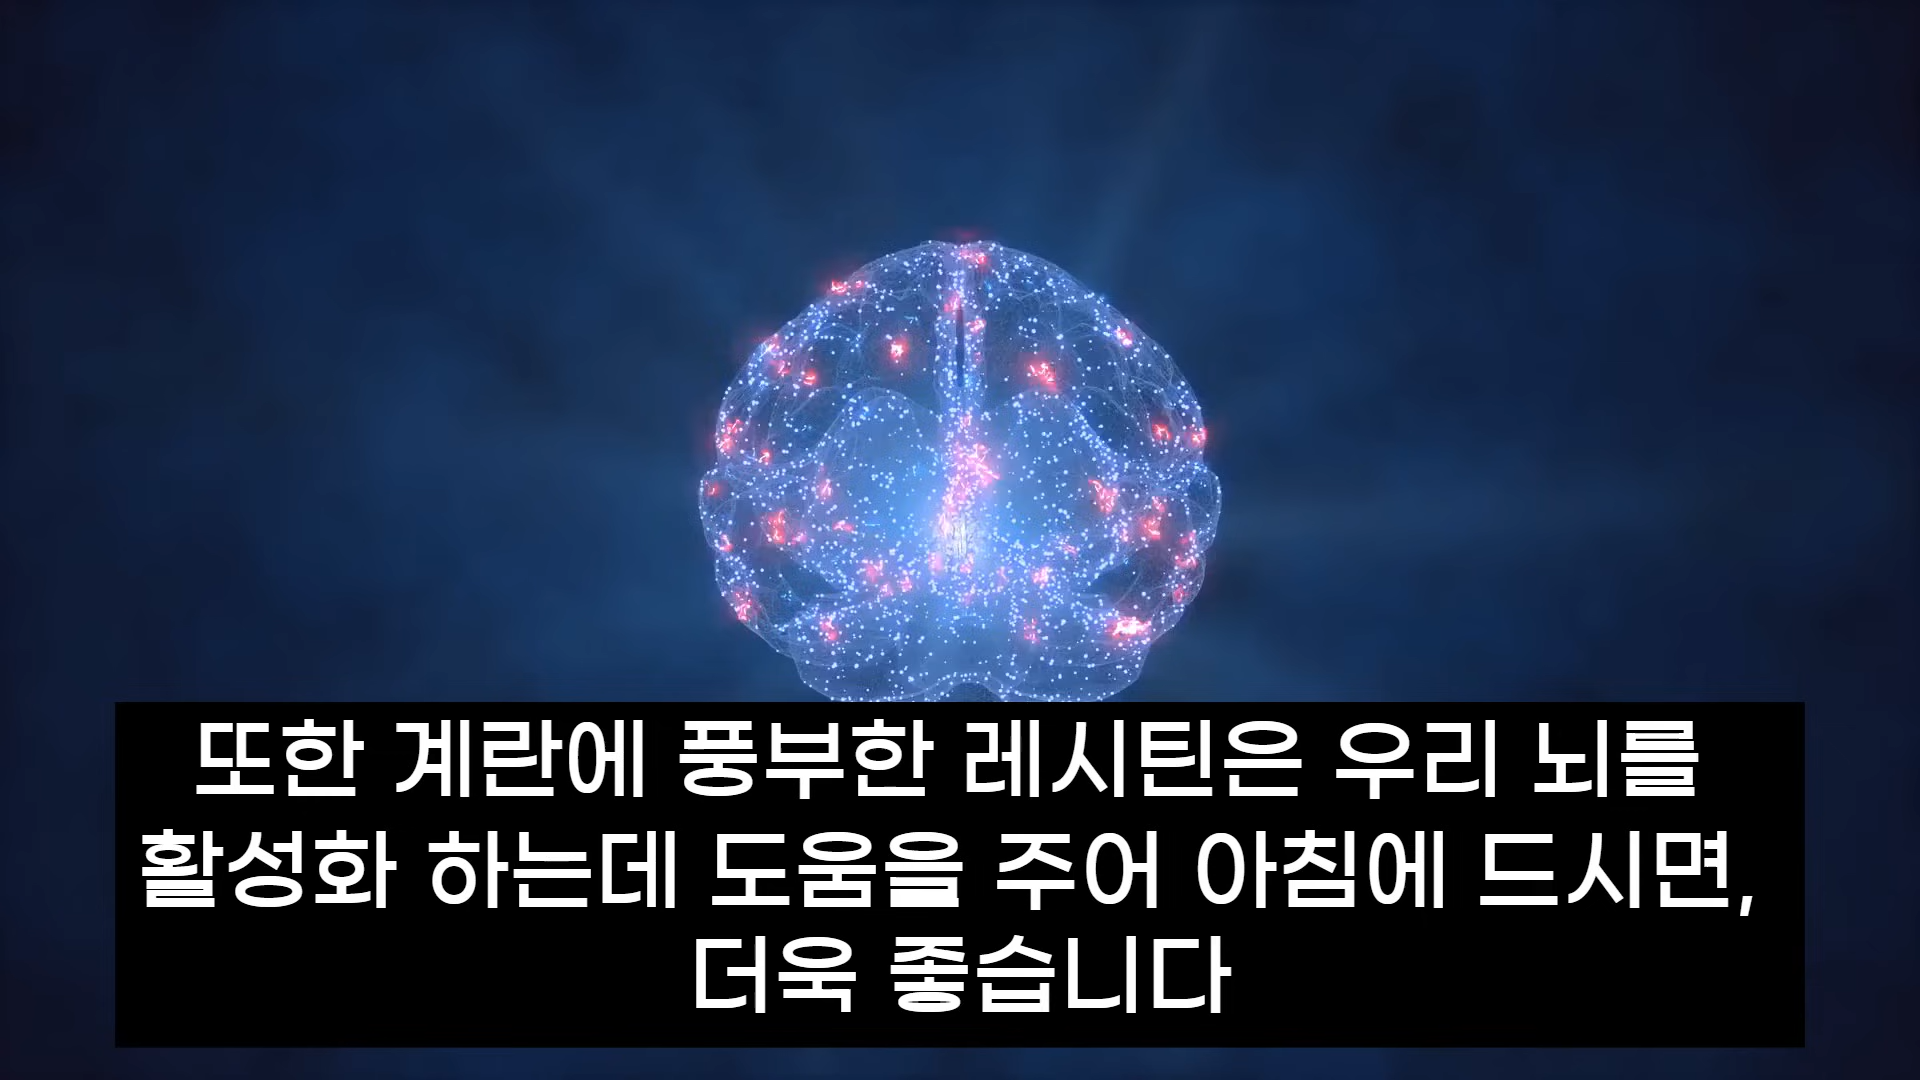 또한 계란에 풍부한 레시틴은 우리 뇌를
활성화 하는데 도움을 주어 아침에 드시면,
더욱 좋습니다